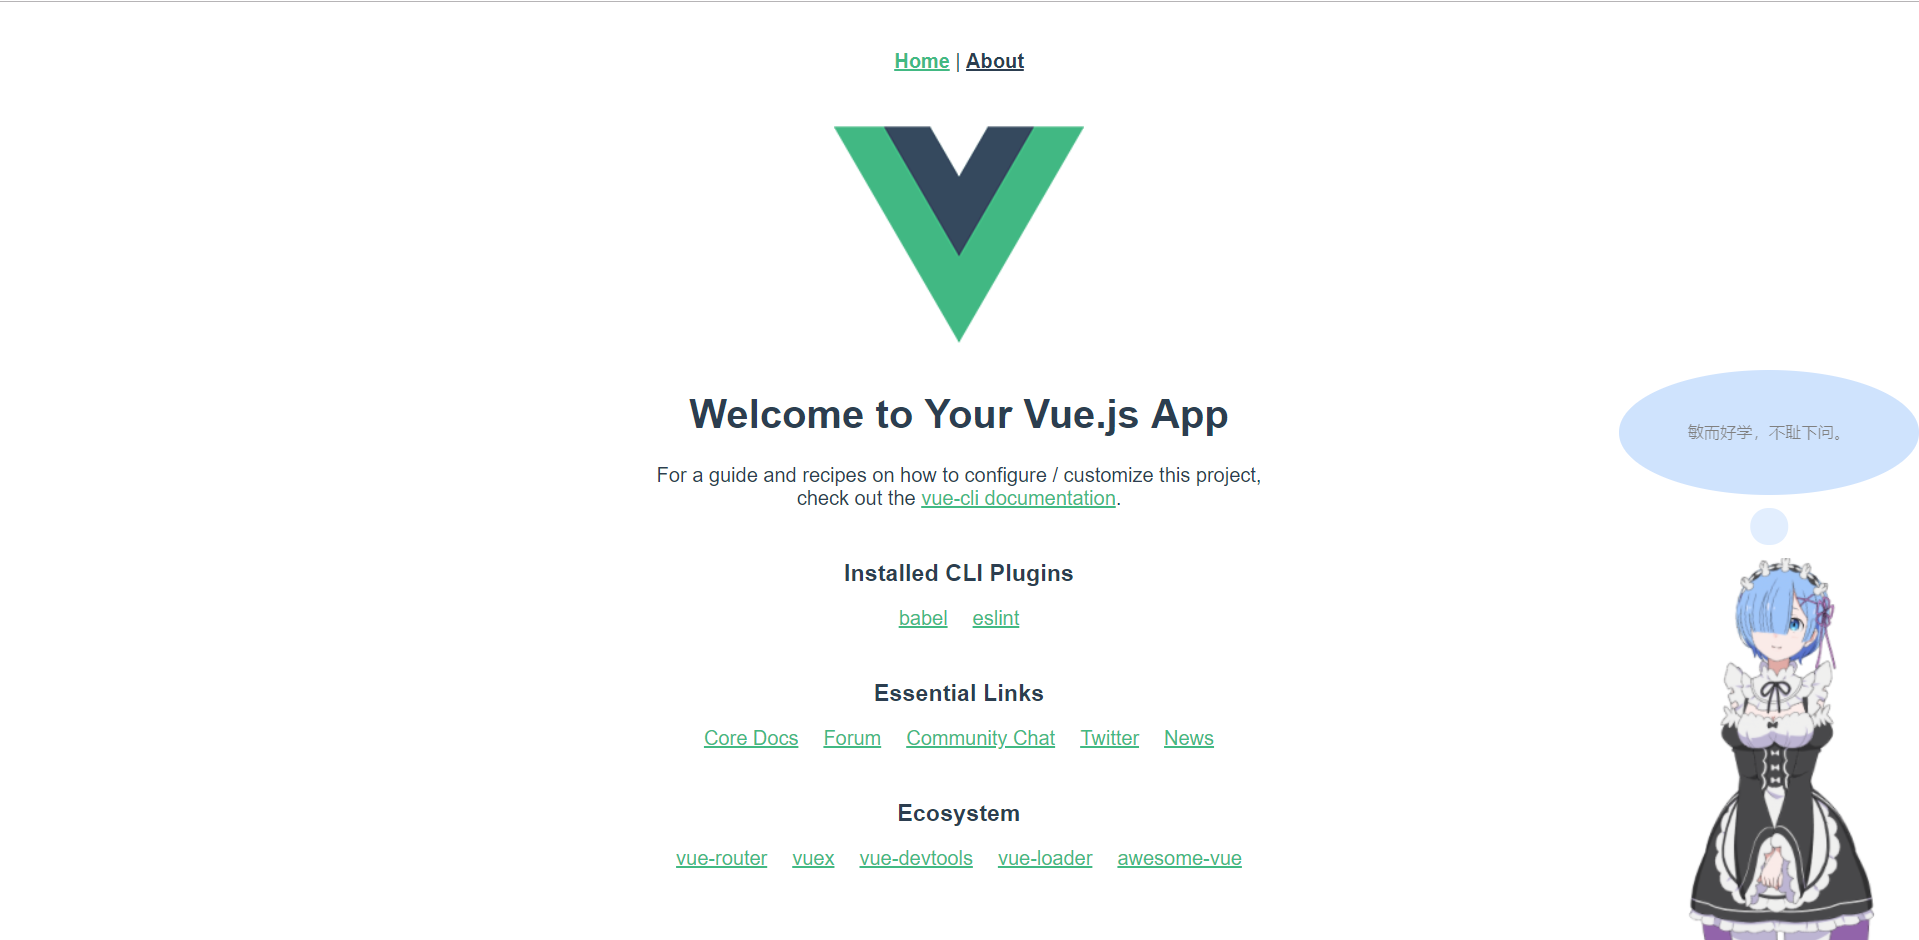 Home | About
Welcome to Your Vue.js App
For a guide and recipes on how to configure / customize this project,
check out the vue-cli documentation.
敏而好学，不耻下问。
Installed CLI Plugins
babel eslint
Essential Links
Core Docs Forum Community Chat Twitter News
Ecosystem
vue-router vuex vue-devtools vue-loader awesome-vue